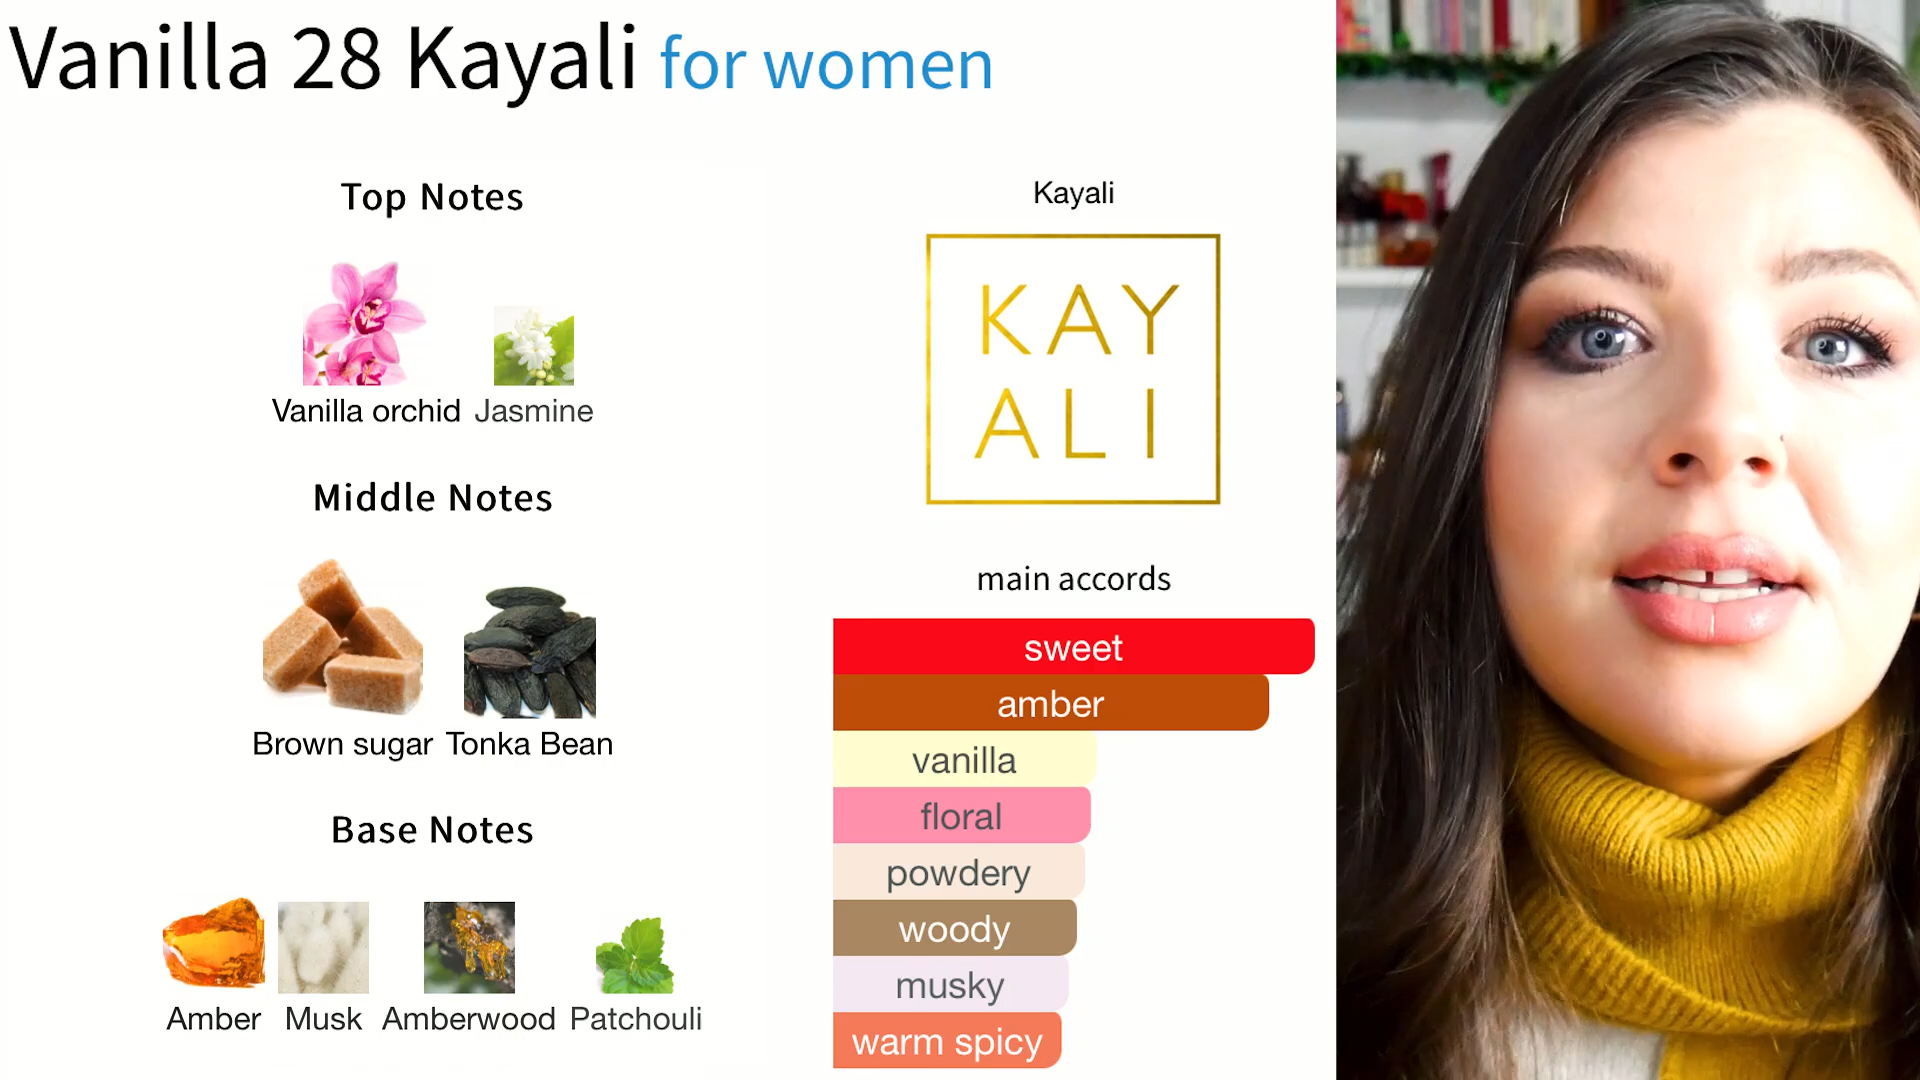 Vanilla 28 Kayali for women
Top Notes
Vanilla orchid Jasmine
Middle Notes
Brown sugar Tonka Bean
Base Notes
Amber Musk Amberwood Patchouli
Kayali
KAY
ALI
main accords
sweet
amber
vanilla
floral
powdery
woody
musky
warm spicy